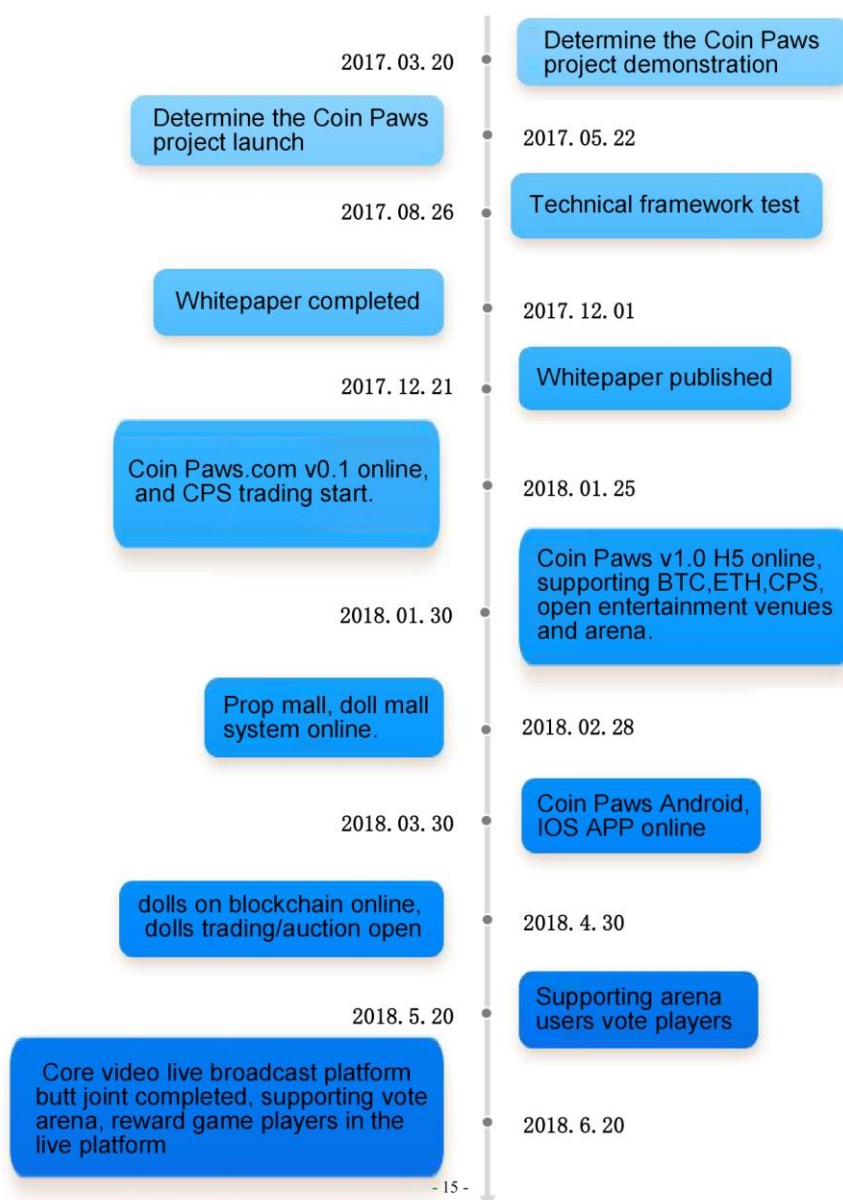 2017. 03. 20
Determine the Coin Paws
project demonstration
Determine the Coin Paws
project launch
2017. 05. 22
2017. 08. 26
Technical framework test
Whitepaper completed
2017. 12. 01
2017. 12. 21
Whitepaper published
Coin Paws.com v0.1 online,
and CPS trading start.
2018. 01. 25
2018. 01. 30
Coin Paws v1.0 H5 online,
supporting BTC,ETH,CPS,
open entertainment venues
and arena.
Prop mall, doll mall
system online.
2018. 02. 28
2018. 03. 30
Coin Paws Android,
IOS APP online
dolls on blockchain online,
dolls trading/auction open
2018. 4. 30
2018. 5. 20
Supporting arena
users vote players
Core video live broadcast platform
butt joint completed, supporting vote
arena, reward game players in the
live platform
2018. 6. 20
- 15 -